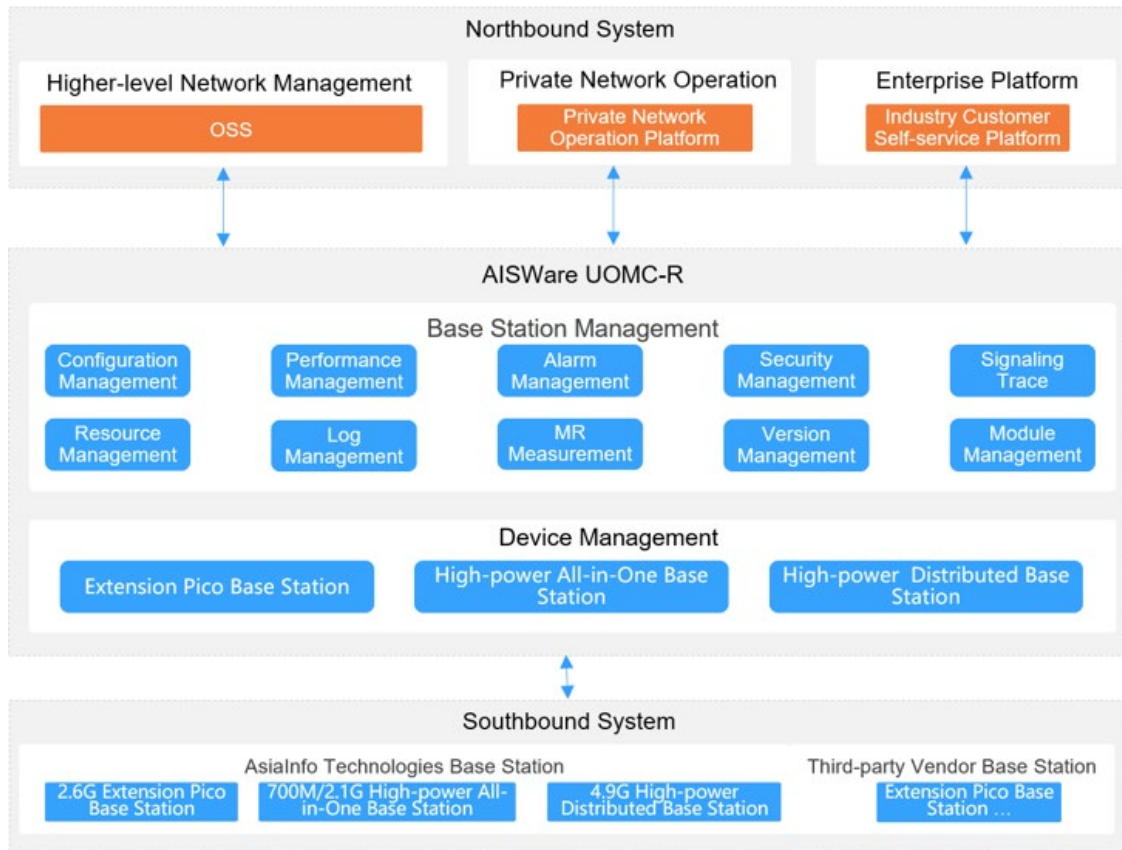 Northbound System
Higher-level Network Management
OSS
Private Network Operation
Private Network
Operation Platform
Enterprise Platform
Industry Customer
Self-service Platform
AISWare UOMC-R
Base Station Management
Configuration
Management
Performance
Management
Alarm
Management
Security
Management
Signaling
Trace
Resource
Management
Log
Management
MR
Measurement
Version
Management
Module
Management
Device Management
Extension Pico Base Station
High-power All-in-One Base
Station
High-power Distributed Base
Station
Southbound System
AsiaInfo Technologies Base Station
2.6G Extension Pico
Base Station
700M/2.1G High-power All-
in-One Base Station
4.9G High-power
Distributed Base Station
Third-party Vendor Base Station
Extension Pico Base
Station ...